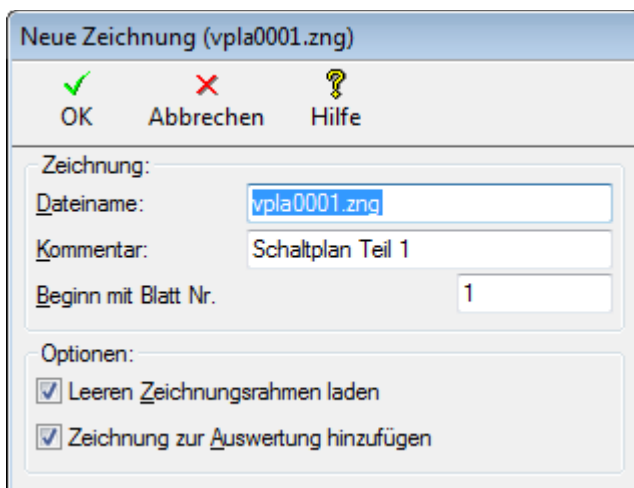 Neue Zeichnung (vpla0001.zng)
OK Abbrechen Hilfe
Zeichnung:
Dateiname: vpla0001.zng
Kommentar: Schaltplan Teil 1
Beginn mit Blatt Nr. 1
Optionen:
Leeren Zeichnungsrahmen laden
Zeichnung zur Auswertung hinzufügen